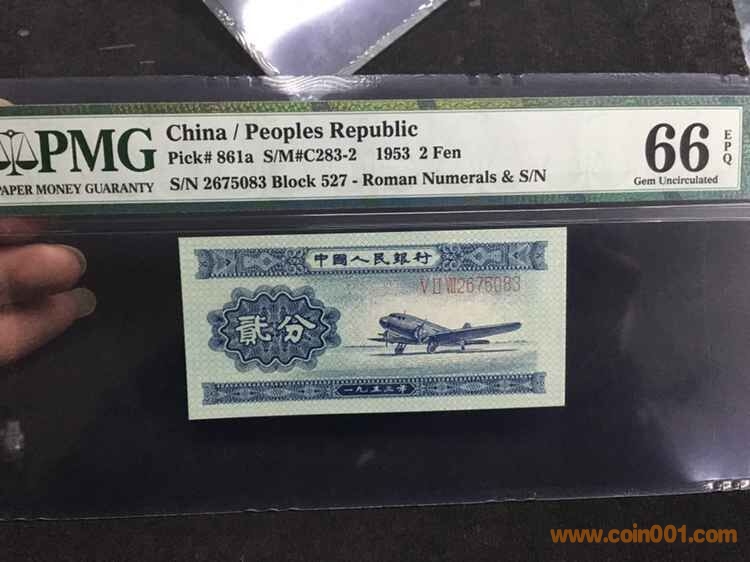 PMG
PAPER MONEY GUARANTY
China / Peoples Republic
Pick# 861a S/M#C283-2 1953 2 Fen
S/N 2675083 Block 527 - Roman Numerals & S/N
66 EPQ
Gem Uncirculated
中國人民銀行
V II VII 2675083
貳分
一九五三年
www.coin001.com